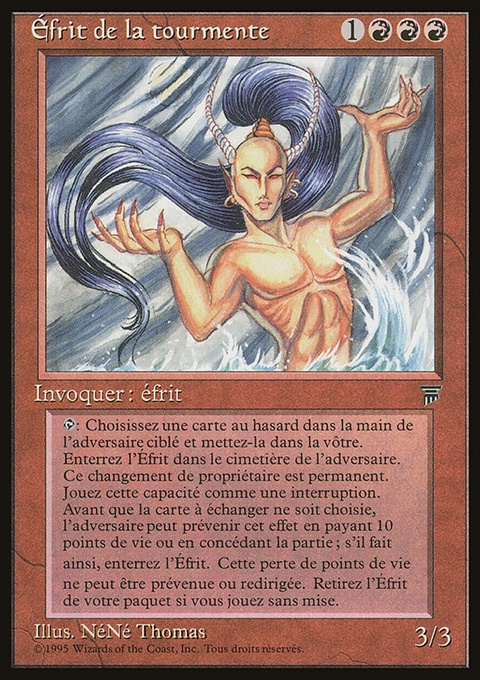 Éfrit de la tourmente 1
Invoquer : éfrit
: Choisissez une carte au hasard dans la main de
l'adversaire ciblé et mettez-la dans la vôtre.
Enterrez l'Éfrit dans le cimetière de l'adversaire.
Ce changement de propriétaire est permanent.
Jouez cette capacité comme une interruption.
Avant que la carte à échanger ne soit choisie,
l'adversaire peut prévenir cet effet en payant 10
points de vie ou en concédant la partie ; s'il fait
ainsi, enterrez l'Éfrit. Cette perte de points de vie
ne peut être prévenue ou redirigée. Retirez l'Éfrit
de votre paquet si vous jouez sans mise.
Illus. NéNé Thomas
3/3
©1995 Wizards of the Coast, Inc. Tous droits réservés.